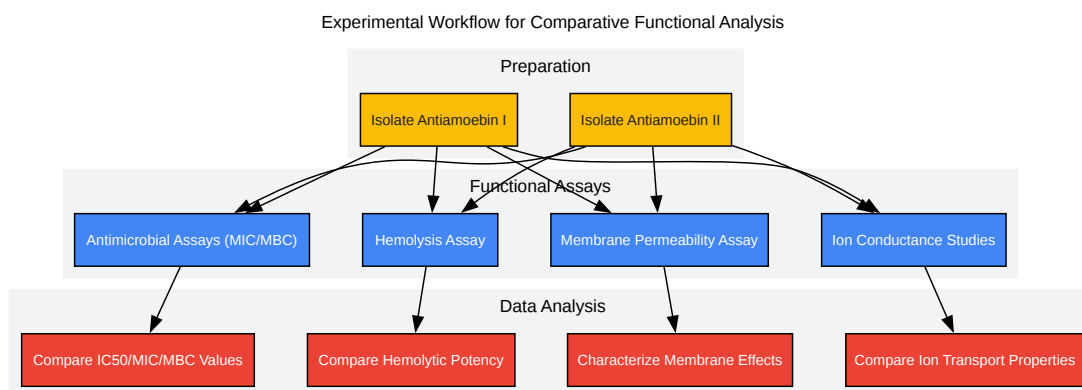 Experimental Workflow for Comparative Functional Analysis
Preparation
Isolate Antiamoebin I
Isolate Antiamoebin II
Functional Assays
Antimicrobial Assays (MIC/MBC)
Hemolysis Assay
Membrane Permeability Assay
Ion Conductance Studies
Data Analysis
Compare IC50/MIC/MBC Values
Compare Hemolytic Potency
Characterize Membrane Effects
Compare Ion Transport Properties